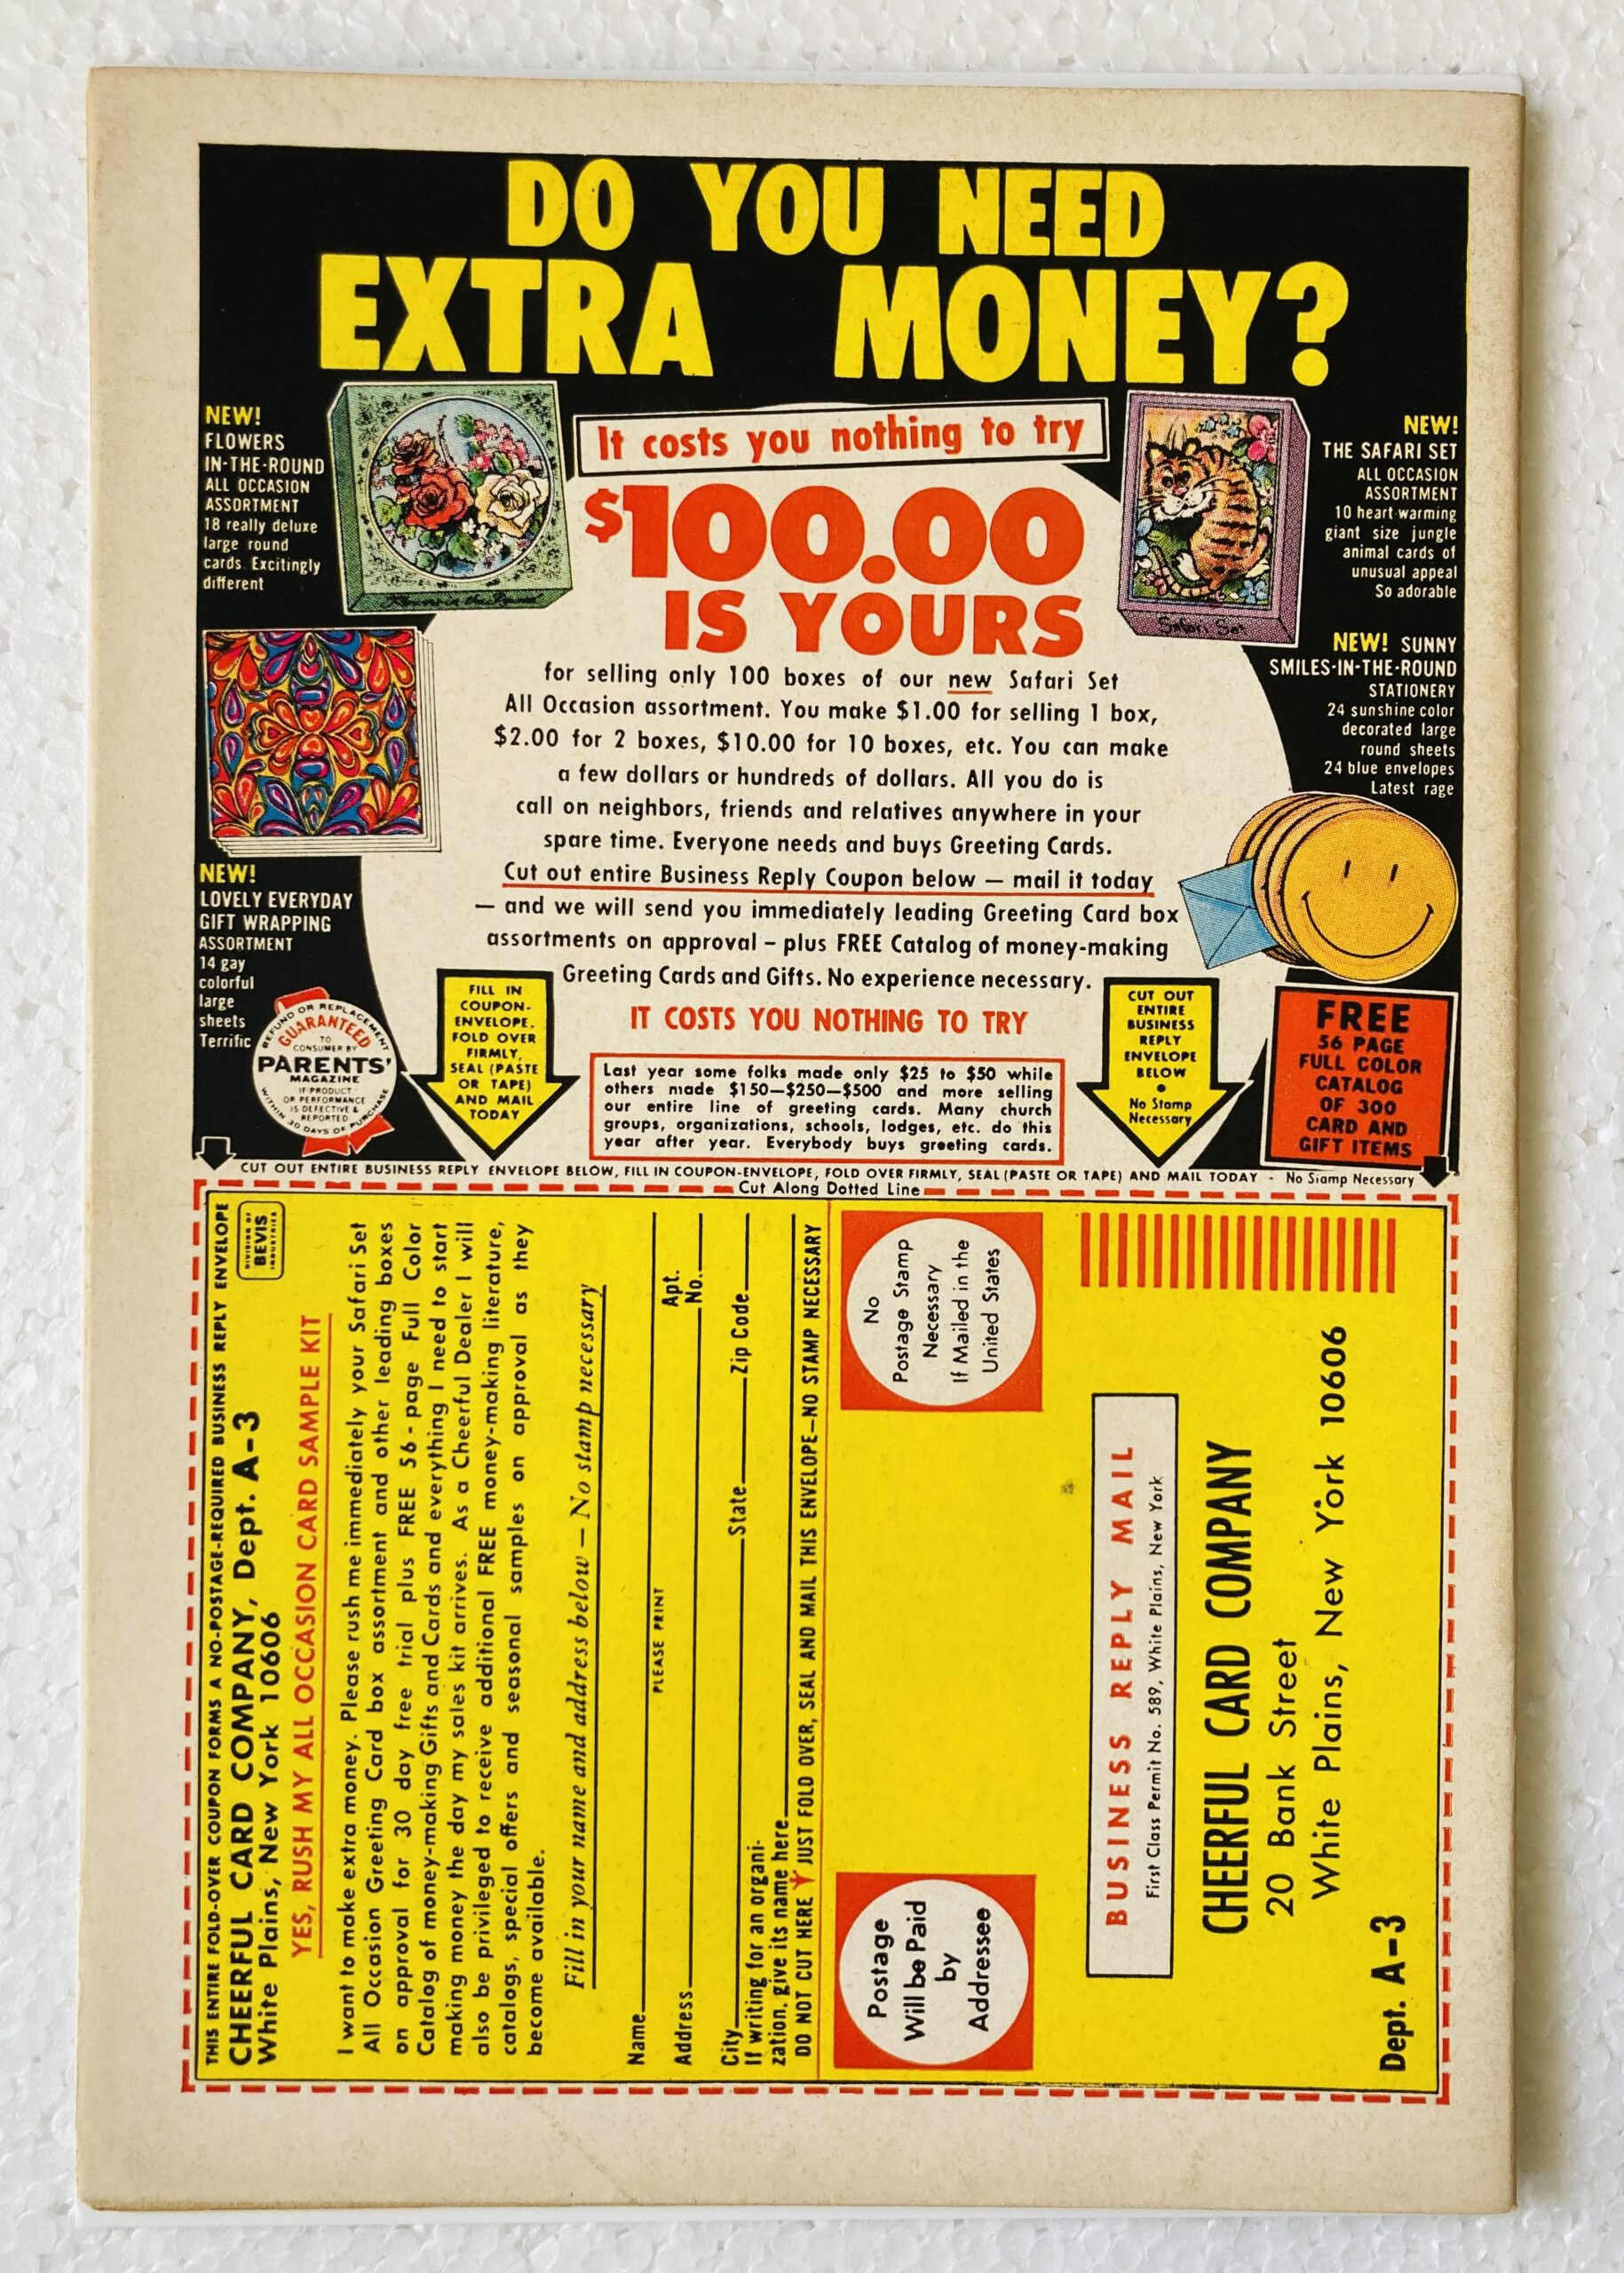 DO YOU NEED
EXTRA MONEY?
NEW!
FLOWERS
IN-THE-ROUND
ALL OCCASION
ASSORTMENT
18 really deluxe
large round
cards. Excitingly
different
Flowers in the Round
It costs you nothing to try
$100.00
IS YOURS
Safari Set
NEW!
THE SAFARI SET
ALL OCCASION
ASSORTMENT
10 heart-warming
giant size jungle
animal cards of
unusual appeal
So adorable
for selling only 100 boxes of our new Safari Set
All Occasion assortment. You make $1.00 for selling 1 box,
$2.00 for 2 boxes, $10.00 for 10 boxes, etc. You can make
a few dollars or hundreds of dollars. All you do is
call on neighbors, friends and relatives anywhere in your
spare time. Everyone needs and buys Greeting Cards.
Cut out entire Business Reply Coupon below — mail it today
— and we will send you immediately leading Greeting Card box
assortments on approval – plus FREE Catalog of money-making
Greeting Cards and Gifts. No experience necessary.
IT COSTS YOU NOTHING TO TRY
NEW! SUNNY
SMILES-IN-THE-ROUND
STATIONERY
24 sunshine color
decorated large
round sheets
24 blue envelopes
Latest rage
NEW!
LOVELY EVERYDAY
GIFT WRAPPING
ASSORTMENT
14 gay
colorful
large
sheets
Terrific
REFUND OR REPLACEMENT
GUARANTEED
TO
CONSUMER BY
PARENTS'
MAGAZINE
IF PRODUCT
OR PERFORMANCE
IS DEFECTIVE &
REPORTED
WITHIN 30 DAYS OF PURCHASE
FILL IN
COUPON-
ENVELOPE,
FOLD OVER
FIRMLY,
SEAL (PASTE
OR TAPE)
AND MAIL
TODAY
Last year some folks made only $25 to $50 while
others made $150—$250—$500 and more selling
our entire line of greeting cards. Many church
groups, organizations, schools, lodges, etc. do this
year after year. Everybody buys greeting cards.
CUT OUT
ENTIRE
BUSINESS
REPLY
ENVELOPE
BELOW
•
No Stamp
Necessary
FREE
56 PAGE
FULL COLOR
CATALOG
OF 300
CARD AND
GIFT ITEMS
CUT OUT ENTIRE BUSINESS REPLY ENVELOPE BELOW, FILL IN COUPON-ENVELOPE, FOLD OVER FIRMLY, SEAL (PASTE OR TAPE) AND MAIL TODAY - No Stamp Necessary
Cut Along Dotted Line
THIS ENTIRE FOLD-OVER COUPON FORMS A NO-POSTAGE-REQUIRED BUSINESS REPLY ENVELOPE
CHEERFUL CARD COMPANY, Dept. A-3
White Plains, New York 10606
DIVISION OF
BEVIS
INDUSTRIES
YES, RUSH MY ALL OCCASION CARD SAMPLE KIT
I want to make extra money. Please rush me immediately your Safari Set
All Occasion Greeting Card box assortment and other leading boxes
on approval for 30 day free trial plus FREE 56-page Full Color
Catalog of money-making Gifts and Cards and everything I need to start
making money the day my sales kit arrives. As a Cheerful Dealer I will
also be privileged to receive additional FREE money-making literature,
catalogs, special offers and seasonal samples on approval as they
become available.
Fill in your name and address below — No stamp necessary
Name
PLEASE PRINT
Address Apt. No.
City State Zip Code
If writing for an organi-
zation, give its name here
DO NOT CUT HERE JUST FOLD OVER, SEAL AND MAIL THIS ENVELOPE—NO STAMP NECESSARY
Postage
Will be Paid
by
Addressee
No
Postage Stamp
Necessary
If Mailed in the
United States
BUSINESS REPLY MAIL
First Class Permit No. 589, White Plains, New York
CHEERFUL CARD COMPANY
20 Bank Street
White Plains, New York 10606
Dept. A-3